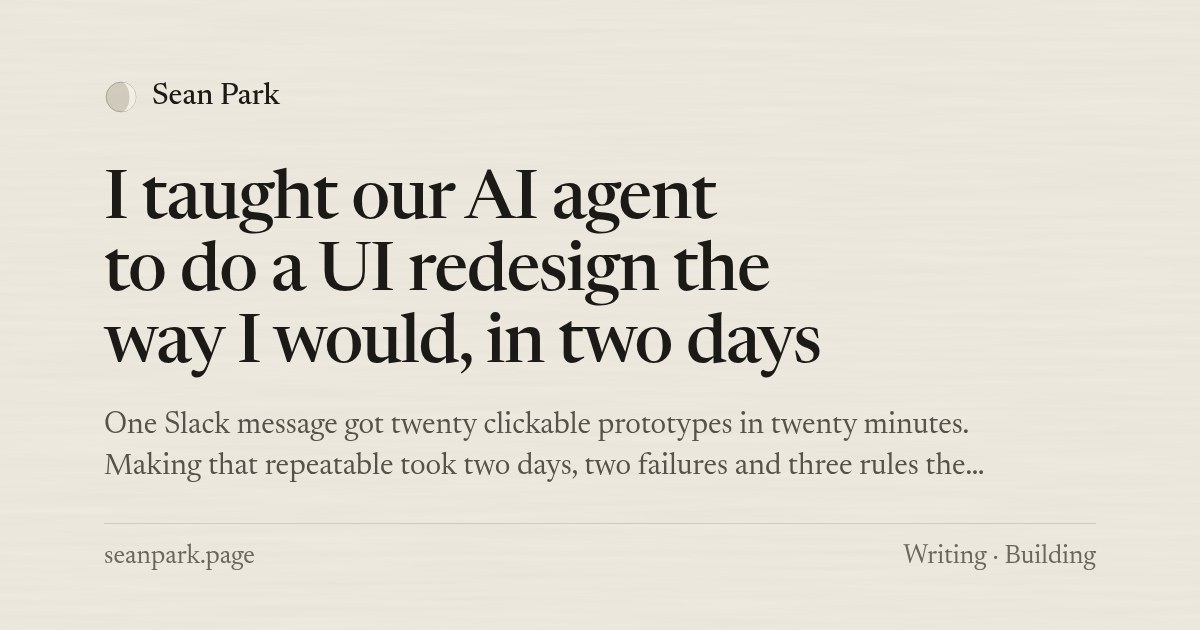 Sean Park
I taught our AI agent
to do a UI redesign the
way I would, in two days
One Slack message got twenty clickable prototypes in twenty minutes.
Making that repeatable took two days, two failures and three rules the...
seanpark.page
Writing · Building